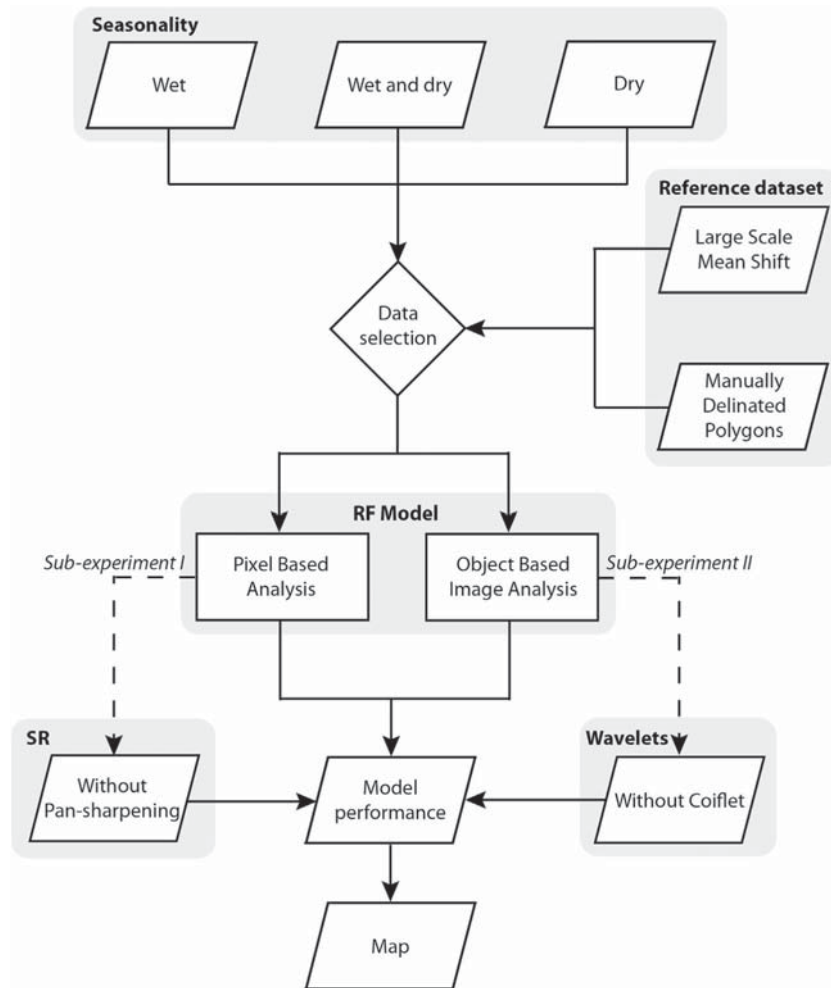 Seasonality
Wet
Wet and dry
Dry
Reference dataset
Large Scale
Mean Shift
Data
selection
Manually
Delinated
Polygons
RF Model
Sub-experiment I
Pixel Based
Analysis
Object Based
Image Analysis
Sub-experiment II
SR
Without
Pan-sharpening
Model
performance
Wavelets
Without Coiflet
Map